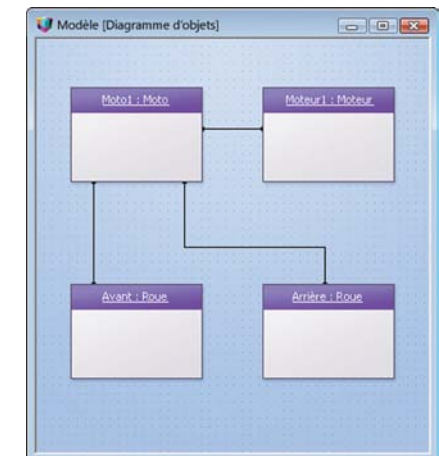 Modèle [Diagramme d'objets]
Moto1 : Moto
Moteur1 : Moteur
Avant : Roue
Arrière : Roue